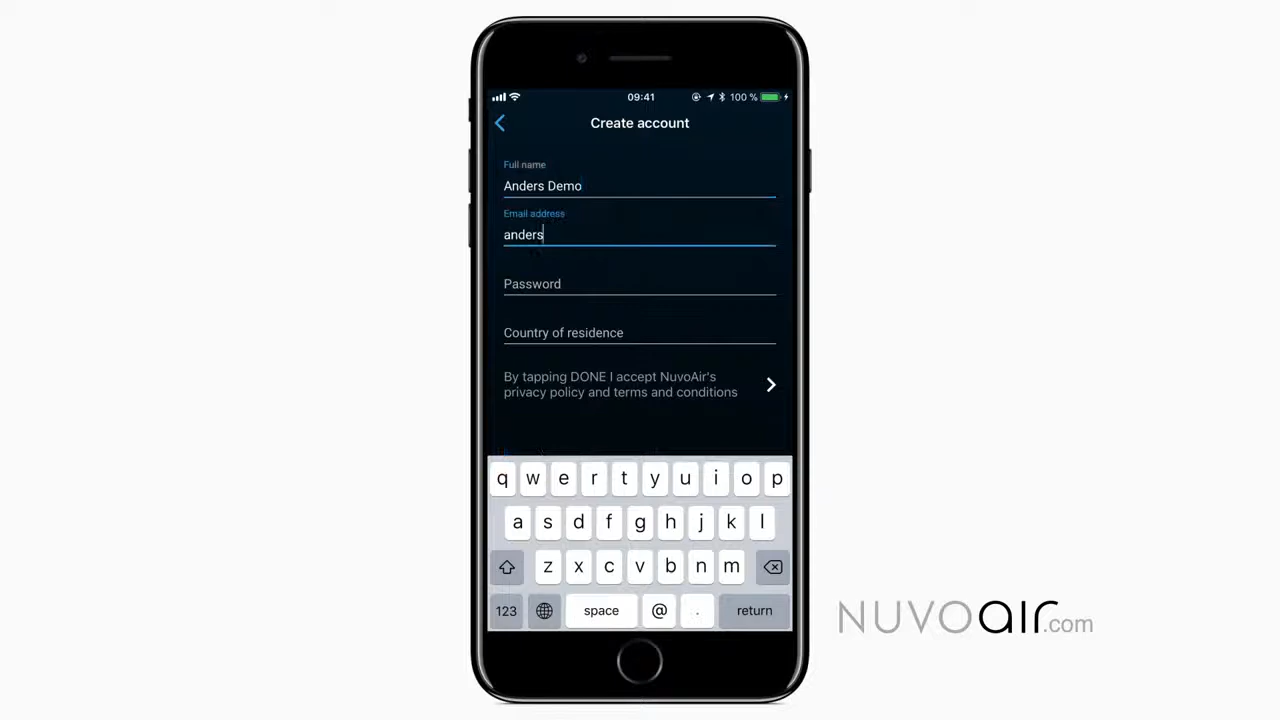 09:41
100 %
Create account
Full name
Anders Demo
Email address
anders
Password
Country of residence
By tapping DONE I accept NuvoAir's
privacy policy and terms and conditions
q w e r t y u i o p
a s d f g h j k l
z x c v b n m
123 space @ . return
NUVOair.com